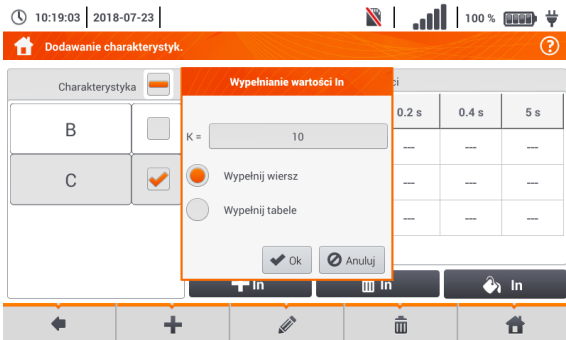 10:19:03 2018-07-23 100 %
Dodawanie charakterystyk. ?
Charakterystyka ci
Wypełnianie wartości In
0.2 s 0.4 s 5 s
B
K = 10
--- --- ---
C
Wypełnij wiersz
--- --- ---
Wypełnij tabele
--- --- ---
Ok Anuluj
In In In